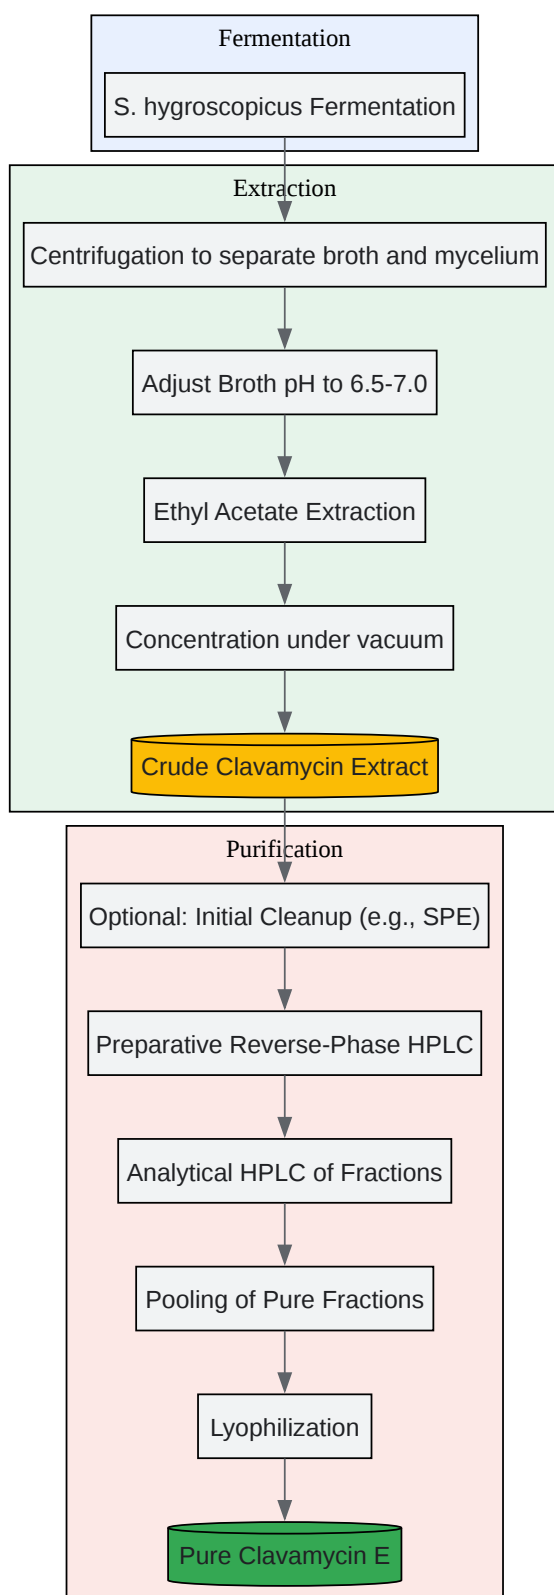 Fermentation
S. hygroscopicus Fermentation
Extraction
Centrifugation to separate broth and mycelium
Adjust Broth pH to 6.5-7.0
Ethyl Acetate Extraction
Concentration under vacuum
Crude Clavamycin Extract
Purification
Optional: Initial Cleanup (e.g., SPE)
Preparative Reverse-Phase HPLC
Analytical HPLC of Fractions
Pooling of Pure Fractions
Lyophilization
Pure Clavamycin E